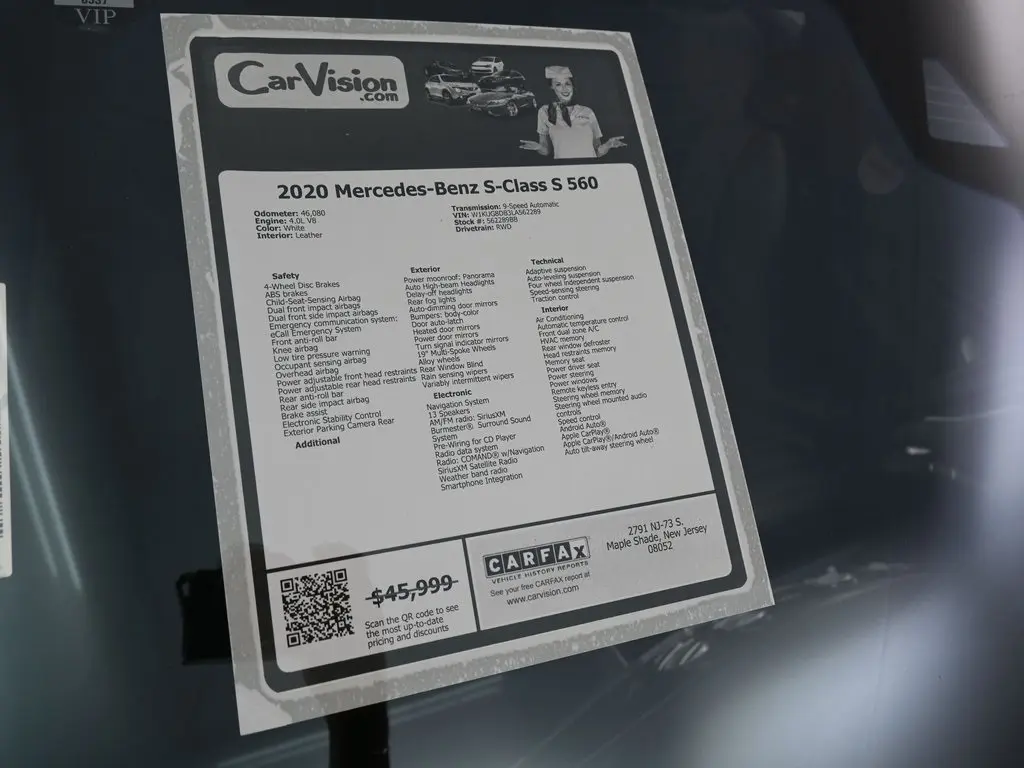 VIP
CarVision
.com
2020 Mercedes-Benz S-Class S 560
Odometer: 46,080
Engine: 4.0L V8
Color: White
Interior: Leather
Transmission: 9-Speed Automatic
VIN: W1KUG8DB3LA562289
Stock #: 562289BB
Drivetrain: RWD
Safety
4-Wheel Disc Brakes
ABS brakes
Child-Seat-Sensing Airbag
Dual front impact airbags
Dual front side impact airbags
Emergency communication system:
eCall Emergency System
Front anti-roll bar
Knee airbag
Low tire pressure warning
Occupant sensing airbag
Overhead airbag
Power adjustable front head restraints
Power adjustable rear head restraints
Rear anti-roll bar
Rear side impact airbag
Brake assist
Electronic Stability Control
Exterior Parking Camera Rear
Additional
Exterior
Power moonroof: Panorama
Auto High-beam Headlights
Delay-off headlights
Rear fog lights
Auto-dimming door mirrors
Bumpers: body-color
Door auto-latch
Heated door mirrors
Power door mirrors
Turn signal indicator mirrors
19" Multi-Spoke Wheels
Alloy wheels
Rear Window Blind
Rain sensing wipers
Variably intermittent wipers
Electronic
Navigation System
13 Speakers
AM/FM radio: SiriusXM
Burmester® Surround Sound
System
Pre-Wiring for CD Player
Radio data system
Radio: COMAND® w/Navigation
SiriusXM Satellite Radio
Weather band radio
Smartphone Integration
Technical
Adaptive suspension
Auto-leveling suspension
Four wheel independent suspension
Speed-sensing steering
Traction control
Interior
Air Conditioning
Automatic temperature control
Front dual zone A/C
HVAC memory
Rear window defroster
Head restraints memory
Memory seat
Power driver seat
Power steering
Power windows
Remote keyless entry
Steering wheel memory
Steering wheel mounted audio
controls
Speed control
Android Auto®
Apple CarPlay®
Apple CarPlay®/Android Auto®
Auto tilt-away steering wheel
$45,999
Scan the QR code to see
the most up-to-date
pricing and discounts
CARFAX
VEHICLE HISTORY REPORTS
See your free CARFAX report at
www.carvision.com
2791 NJ-73 S.
Maple Shade, New Jersey
08052